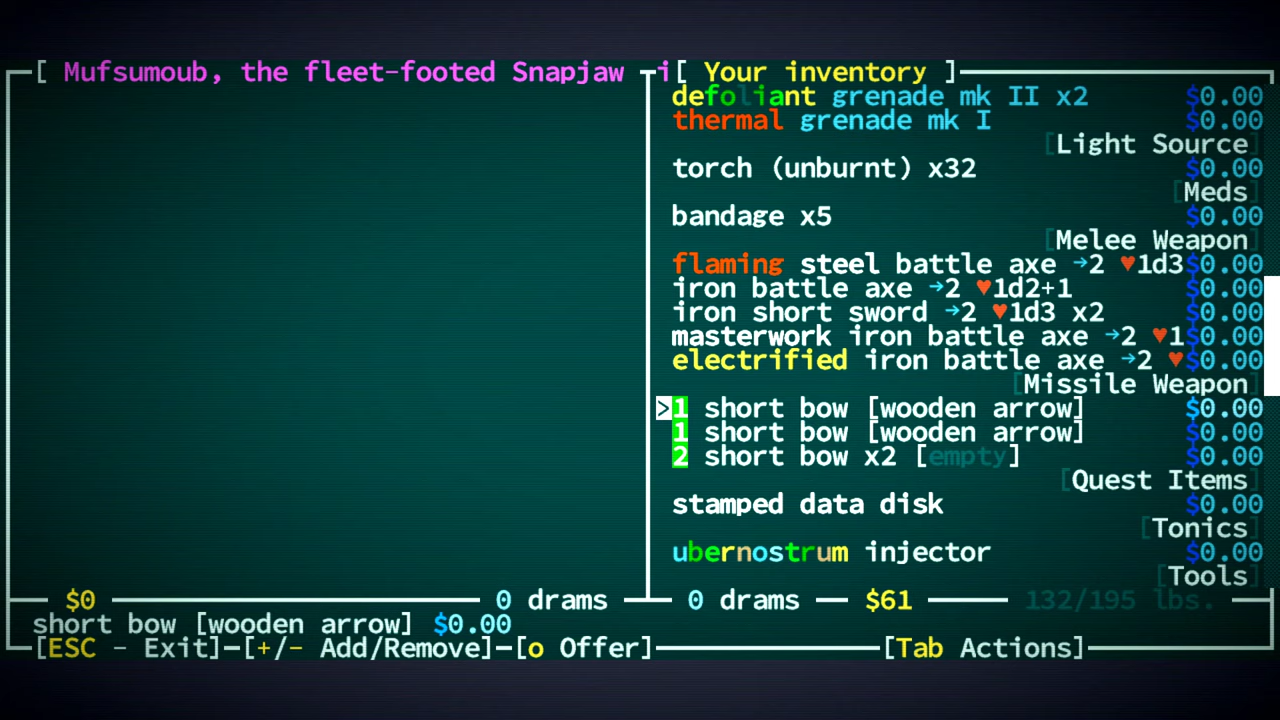 [ Mufsumoub, the fleet-footed Snapjaw i[ Your inventory ]
defoliant grenade mk II x2 $0.00
thermal grenade mk I $0.00
[Light Source]
torch (unburnt) x32 $0.00
[Meds]
bandage x5 $0.00
[Melee Weapon]
flaming steel battle axe →2 ♥1d3$0.00
iron battle axe →2 ♥1d2+1 $0.00
iron short sword →2 ♥1d3 x2 $0.00
masterwork iron battle axe →2 ♥1$0.00
electrified iron battle axe →2 ♥$0.00
[Missile Weapon]
>1 short bow [wooden arrow] $0.00
1 short bow [wooden arrow] $0.00
2 short bow x2 [empty] $0.00
[Quest Items]
stamped data disk $0.00
[Tonics]
ubernostrum injector $0.00
[Tools]
$0 0 drams 0 drams $61 132/195 lbs.
short bow [wooden arrow] $0.00
[ESC - Exit]-[+/- Add/Remove]-[o Offer] [Tab Actions]